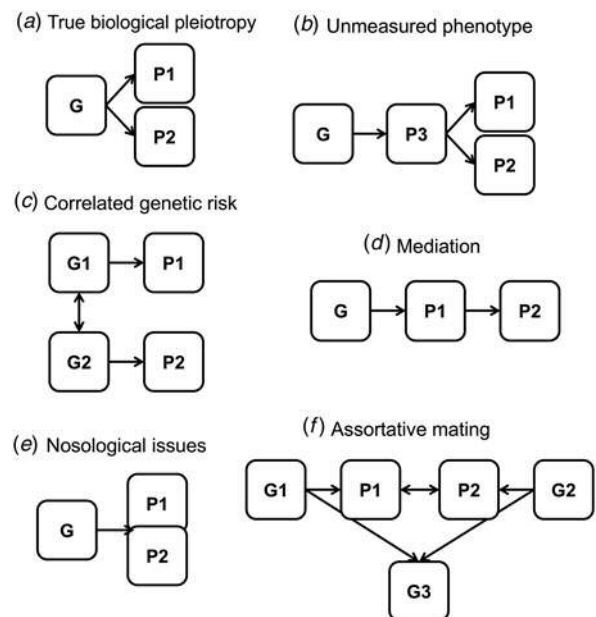 (a) True biological pleiotropy
G
P1
P2
(b) Unmeasured phenotype
G
P3
P1
P2
(c) Correlated genetic risk
G1
P1
G2
P2
(d) Mediation
G
P1
P2
(e) Nosological issues
G
P1
P2
(f) Assortative mating
G1
P1
P2
G2
G3